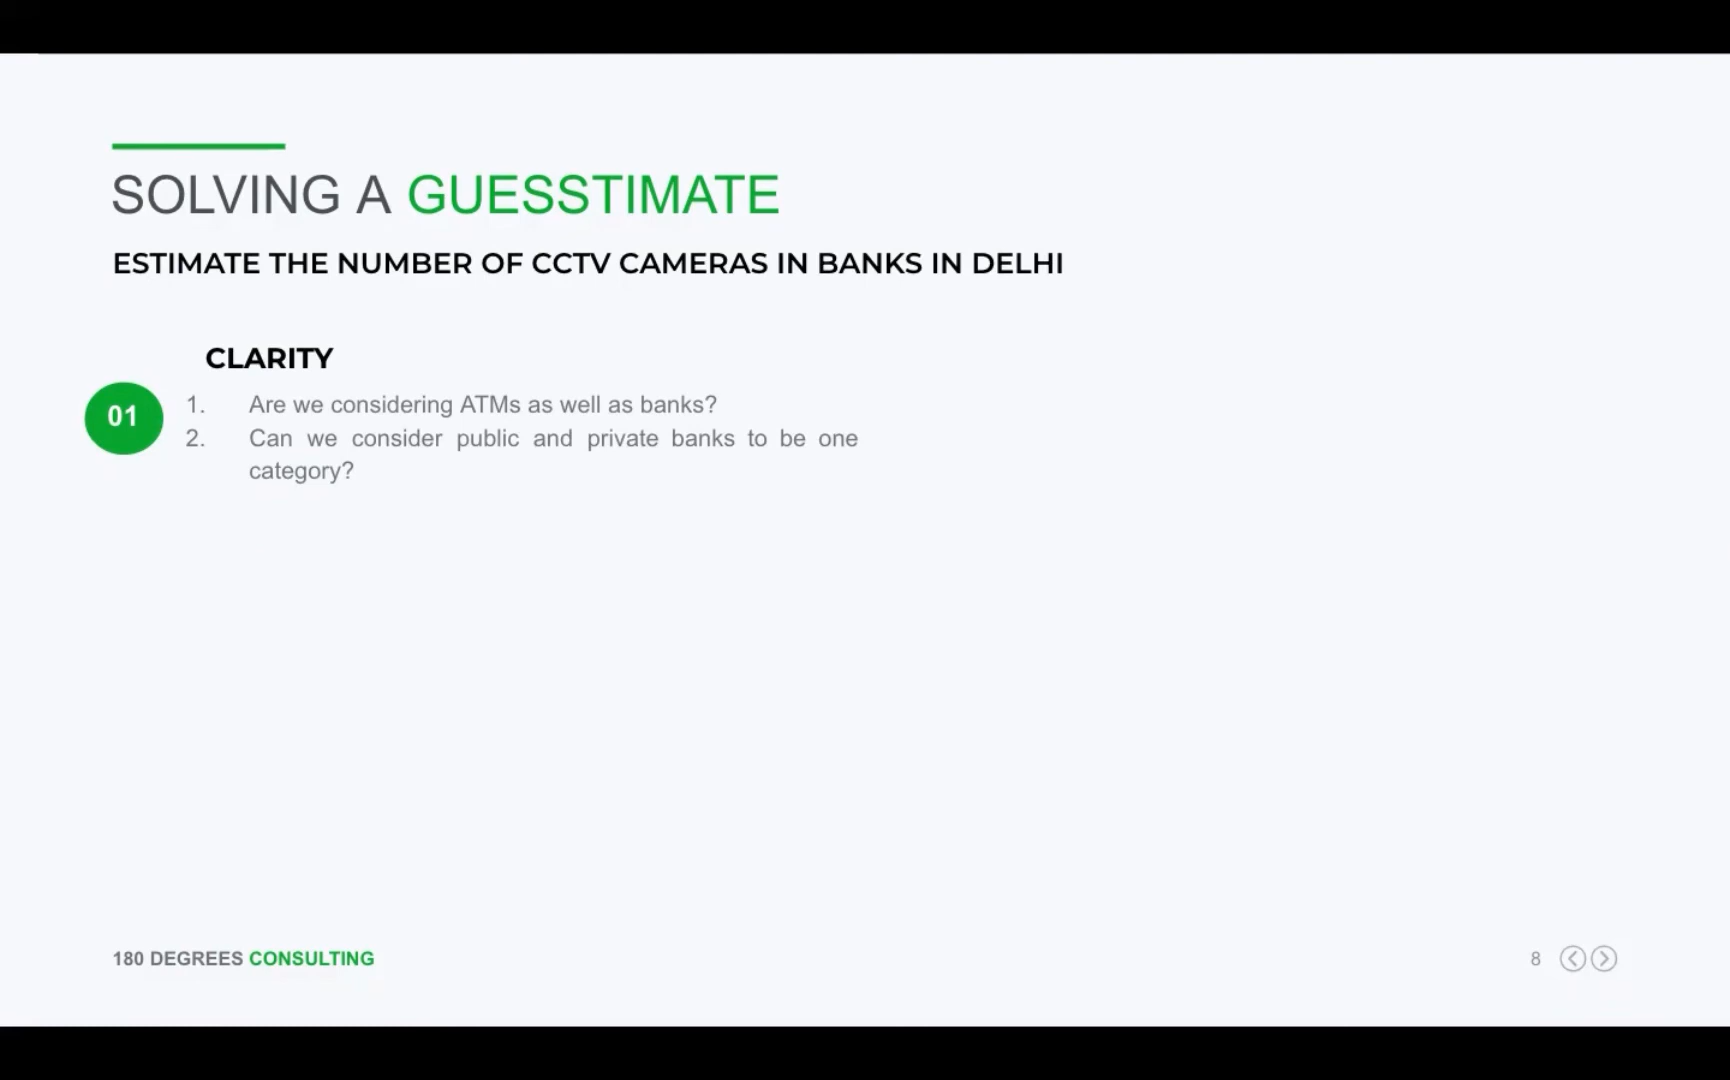 SOLVING A GUESSTIMATE
ESTIMATE THE NUMBER OF CCTV CAMERAS IN BANKS IN DELHI
CLARITY
01
1. Are we considering ATMs as well as banks?
2. Can we consider public and private banks to be one
category?
180 DEGREES CONSULTING
8